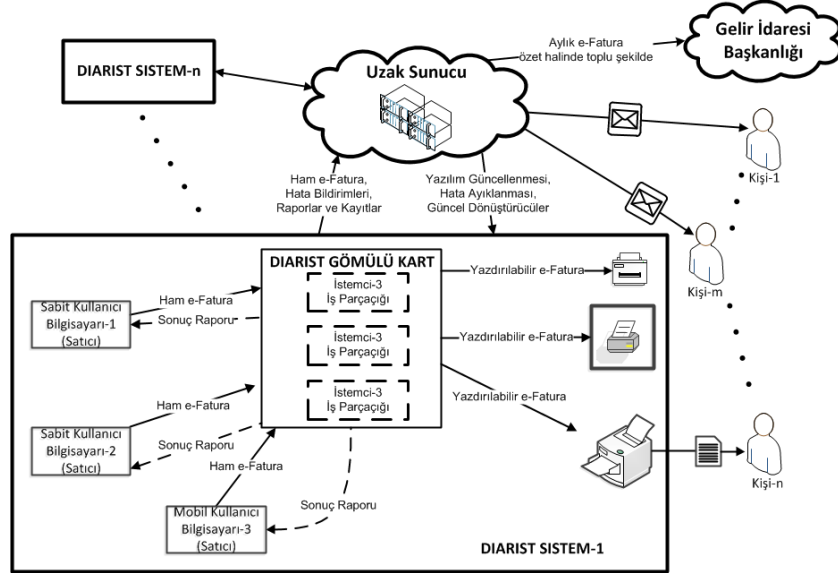 Gelir İdaresi
Başkanlığı
Aylık e-Fatura
özet halinde toplu şekilde
Uzak Sunucu
DIARIST SISTEM-n
Kişi-1
Ham e-Fatura,
Hata Bildirimleri,
Raporlar ve Kayıtlar
Yazılım Güncellenmesi,
Hata Ayıklanması,
Güncel Dönüştürücüler
Kişi-m
DIARIST GÖMÜLÜ KART
İstemci-3
İş Parçacığı
İstemci-3
İş Parçacığı
İstemci-3
İş Parçacığı
Yazdırılabilir e-Fatura
Yazdırılabilir e-Fatura
Yazdırılabilir e-Fatura
Sabit Kullanıcı
Bilgisayarı-1
(Satıcı)
Ham e-Fatura
Sonuç Raporu
Sabit Kullanıcı
Bilgisayarı-2
(Satıcı)
Ham e-Fatura
Sonuç Raporu
Ham e-Fatura
Sonuç Raporu
Mobil Kullanıcı
Bilgisayarı-3
(Satıcı)
Kişi-n
DIARIST SISTEM-1